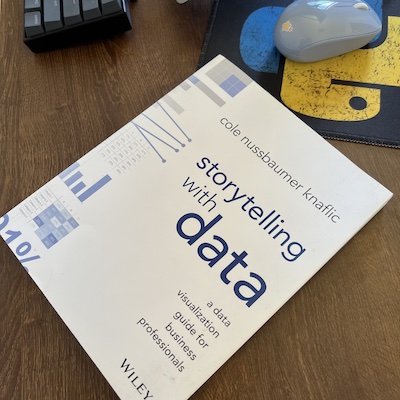 cole nussbaumer knaflic
storytelling
with
data
a data
visualization
guide for
business
professionals
WILEY